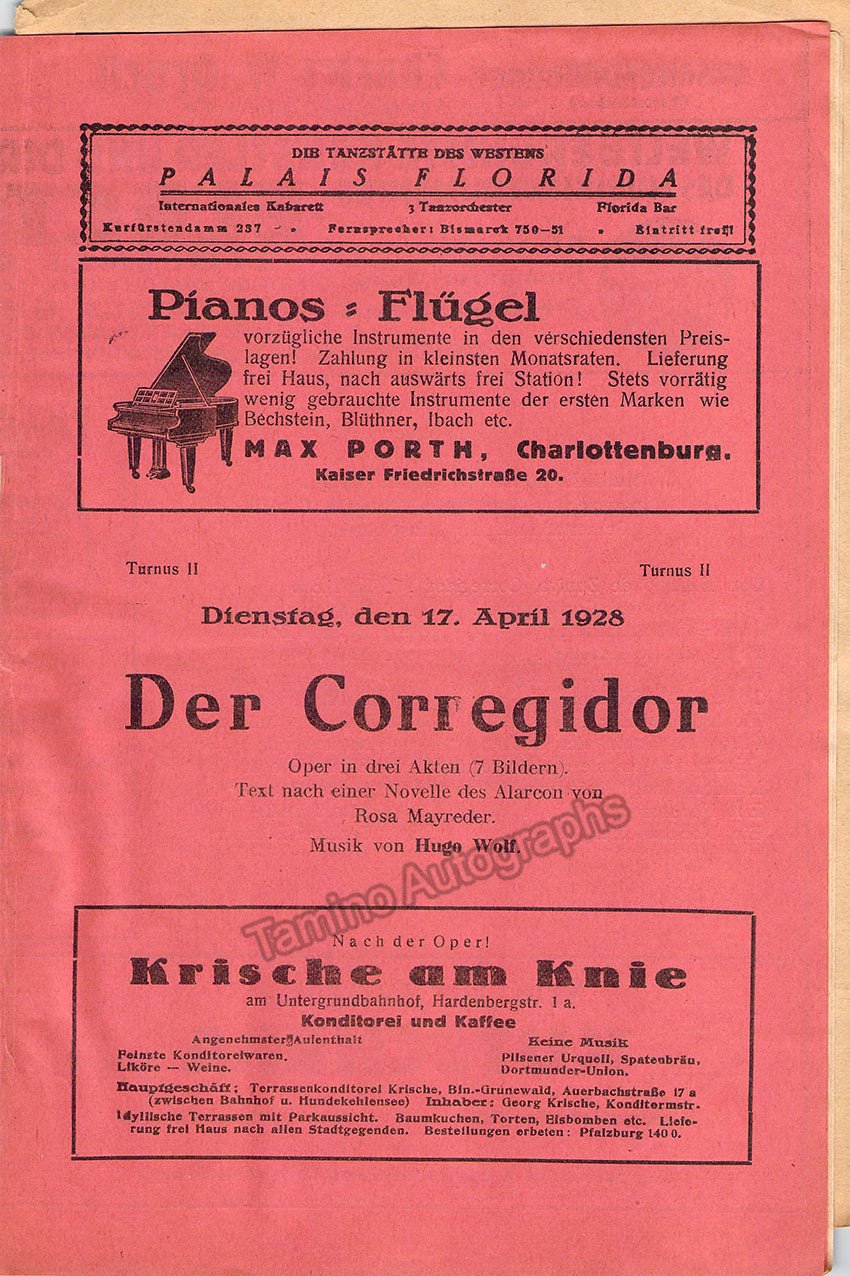 DIE TANZSTÄTTE DES WESTENS
PALAIS FLORIDA
Internationales Kabarett 3 Tanzorchester Florida Bar
Kurfürstendamm 237 Fernsprecher: Bismarck 750—51 Eintritt frei!
Pianos = Flügel
vorzügliche Instrumente in den verschiedensten Preis-
lagen! Zahlung in kleinsten Monatsraten. Lieferung
frei Haus, nach auswärts frei Station! Stets vorrätig
wenig gebrauchte Instrumente der ersten Marken wie
Bechstein, Blüthner, Ibach etc.
MAX PORTH, Charlottenburg.
Kaiser Friedrichstraße 20.
Turnus II Turnus II
Dienstag, den 17. April 1928
Der Corregidor
Oper in drei Akten (7 Bildern).
Text nach einer Novelle des Alarcon von
Rosa Mayreder.
Musik von Hugo Wolf.
Tamino Autographs
Nach der Oper!
Krische am Knie
am Untergrundbahnhof, Hardenbergstr. 1 a.
Konditorei und Kaffee
Angenehmster Aufenthalt Keine Musik
Feinste Konditoreiwaren. Pilsener Urquell, Spatenbräu,
Liköre — Weine. Dortmunder-Union.
Hauptgeschäft: Terrassenkonditorei Krische, Bln.-Grunewald, Auerbachstraße 17 a
(zwischen Bahnhof u. Hundekehlensee) Inhaber: Georg Krische, Konditormstr.
Idyllische Terrassen mit Parkaussicht. Baumkuchen, Torten, Eisbomben etc. Liefe-
rung frei Haus nach allen Stadtgegenden. Bestellungen erbeten: Pfalzburg 1400.